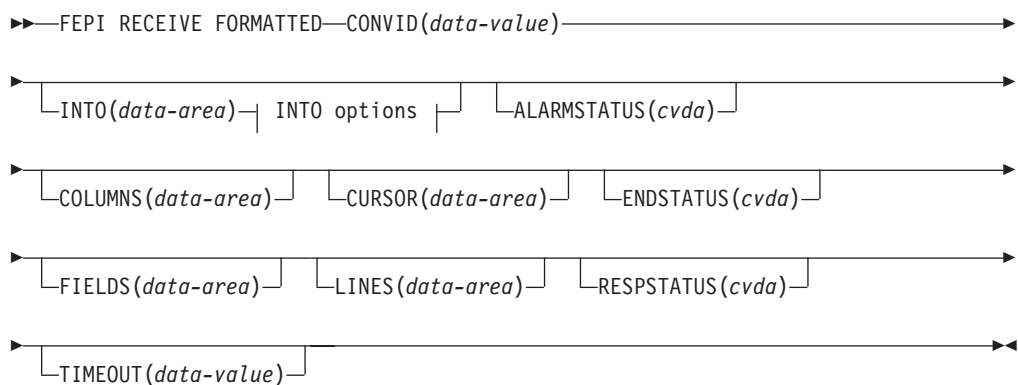 FEPI RECEIVE FORMATTED CONVID(data-value)
INTO(data-area) INTO options ALARMSTATUS(cvda)
COLUMNS(data-area) CURSOR(data-area) ENDSTATUS(cvda)
FIELDS(data-area) LINES(data-area) RESPSTATUS(cvda)
TIMEOUT(data-value)